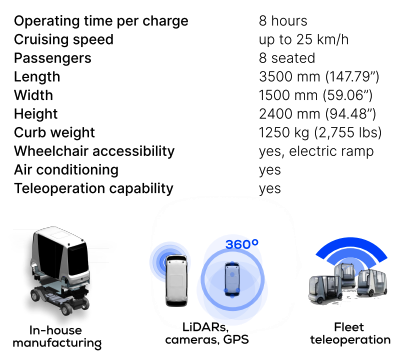 Operating time per charge 8 hours
Cruising speed up to 25 km/h
Passengers 8 seated
Length 3500 mm (147.79”)
Width 1500 mm (59.06”)
Height 2400 mm (94.48”)
Curb weight 1250 kg (2,755 lbs)
Wheelchair accessibility yes, electric ramp
Air conditioning yes
Teleoperation capability yes
360°
In-house
manufacturing
LiDARs,
cameras, GPS
Fleet
teleoperation